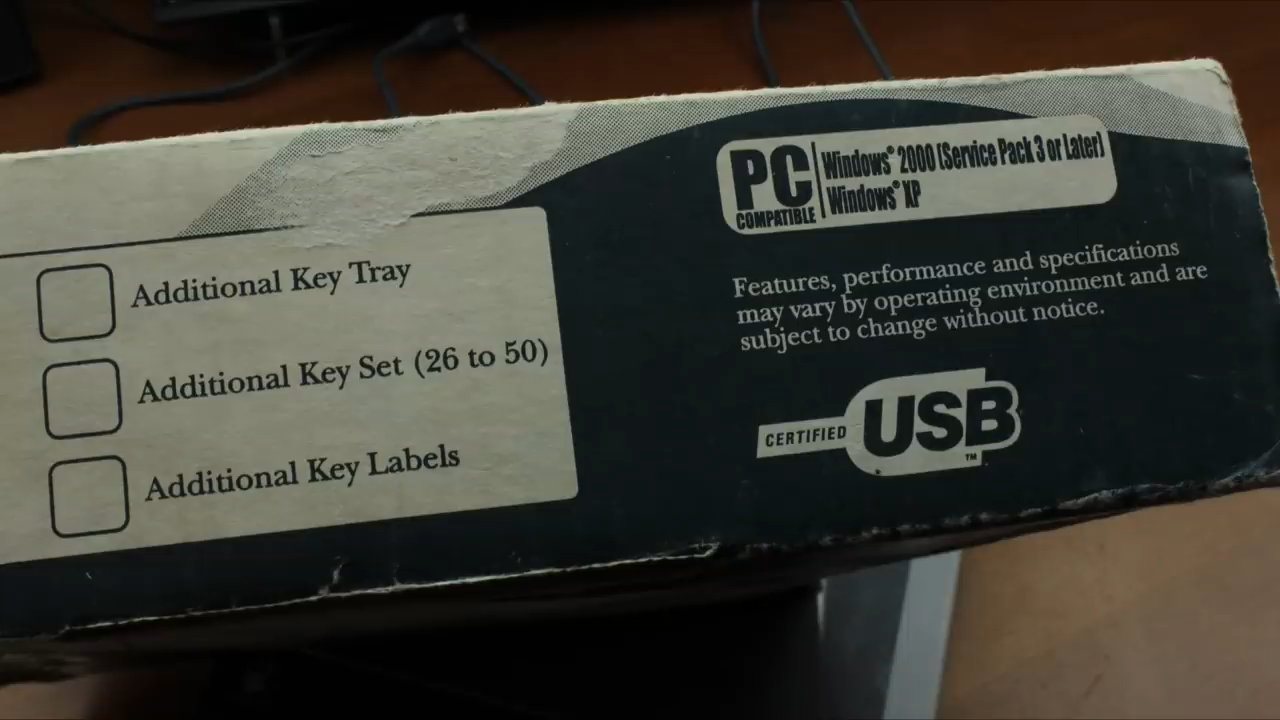 Additional Key Tray
Additional Key Set (26 to 50)
Additional Key Labels
PC
COMPATIBLE
Windows® 2000 (Service Pack 3 or Later)
Windows® XP
Features, performance and specifications
may vary by operating environment and are
subject to change without notice.
CERTIFIED
USB
™